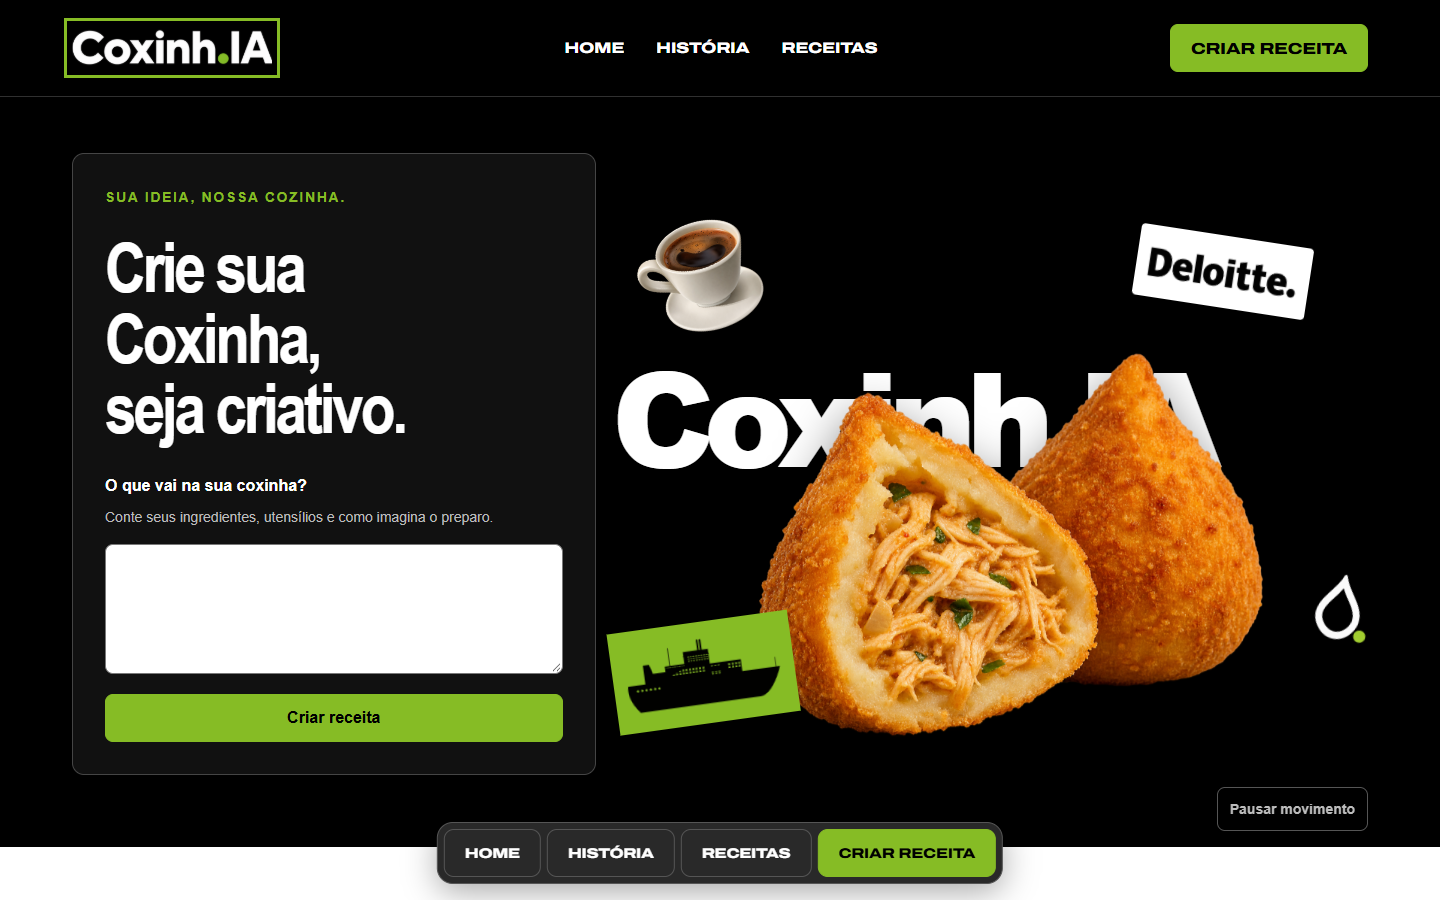 Coxinh.IA
HOME
HISTÓRIA
RECEITAS
CRIAR RECEITA
SUA IDEIA, NOSSA COZINHA.
Crie sua
Coxinha,
seja criativo.
O que vai na sua coxinha?
Conte seus ingredientes, utensílios e como imagina o preparo.
Criar receita
Deloitte.
Coxinh.IA
Pausar movimento
HOME
HISTÓRIA
RECEITAS
CRIAR RECEITA